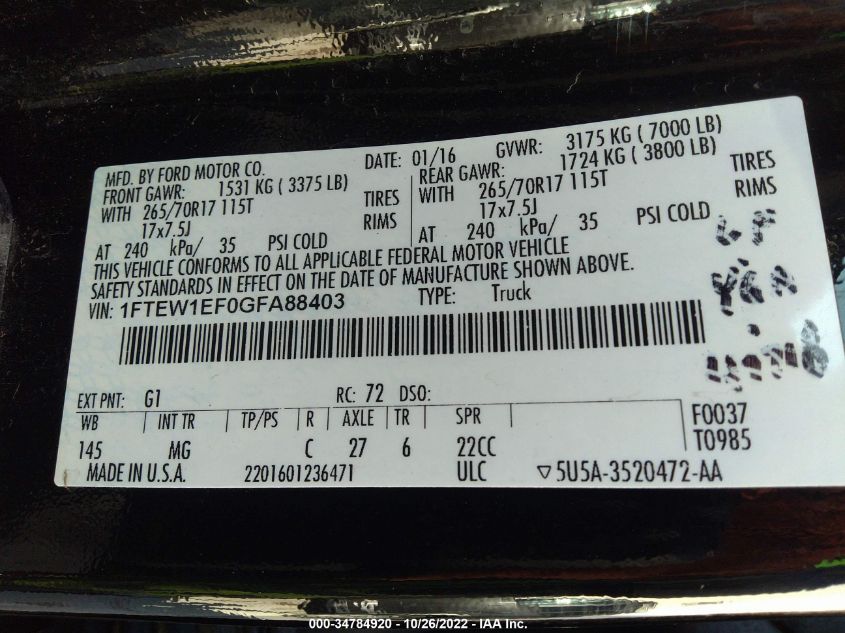 MFD. BY FORD MOTOR CO. DATE: 01/16 GVWR: 3175 KG ( 7000 LB)
FRONT GAWR: 1531 KG ( 3375 LB) REAR GAWR: 1724 KG ( 3800 LB)
WITH 265/70R17 115T TIRES WITH 265/70R17 115T TIRES
17x7.5J RIMS 17x7.5J RIMS
AT 240 kPa/ 35 PSI COLD AT 240 kPa/ 35 PSI COLD
THIS VEHICLE CONFORMS TO ALL APPLICABLE FEDERAL MOTOR VEHICLE
SAFETY STANDARDS IN EFFECT ON THE DATE OF MANUFACTURE SHOWN ABOVE.
VIN: 1FTEW1EF0GFA88403 TYPE: Truck
EXT PNT: G1 RC: 72 DSO:
WB INT TR TP/PS R AXLE TR SPR F0037
145 MG C 27 6 22CC T0985
MADE IN U.S.A. 2201601236471 ULC 5U5A-3520472-AA
000-34784920 - 10/26/2022 - IAA Inc.